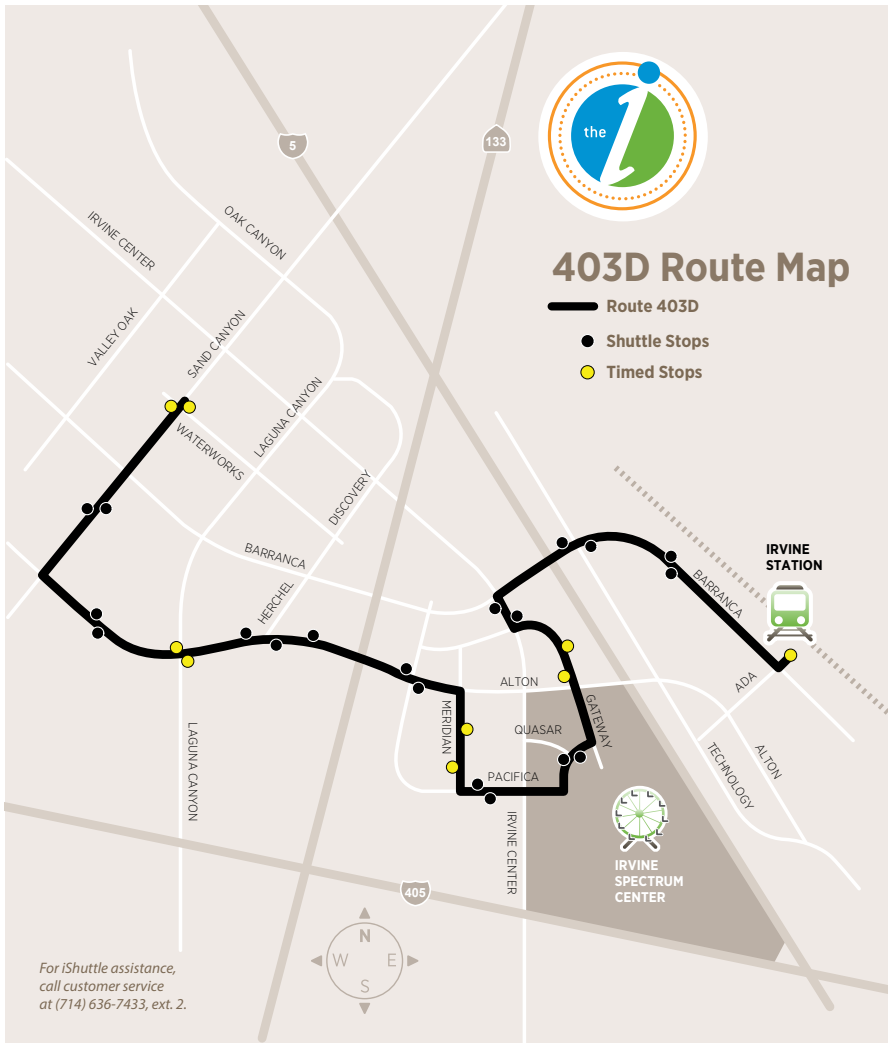 5
133
the i
403D Route Map
Route 403D
Shuttle Stops
Timed Stops
OAK CANYON
IRVINE CENTER
VALLEY OAK
SAND CANYON
LAGUNA CANYON
WATERWORKS
DISCOVERY
BARRANCA
HERCHEL
IRVINE
STATION
BARRANCA
ADA
ALTON
GATEWAY
MERIDIAN
QUASAR
PACIFICA
LAGUNA CANYON
TECHNOLOGY
ALTON
IRVINE CENTER
IRVINE
SPECTRUM
CENTER
405
N
W
E
S
For iShuttle assistance,
call customer service
at (714) 636-7433, ext. 2.